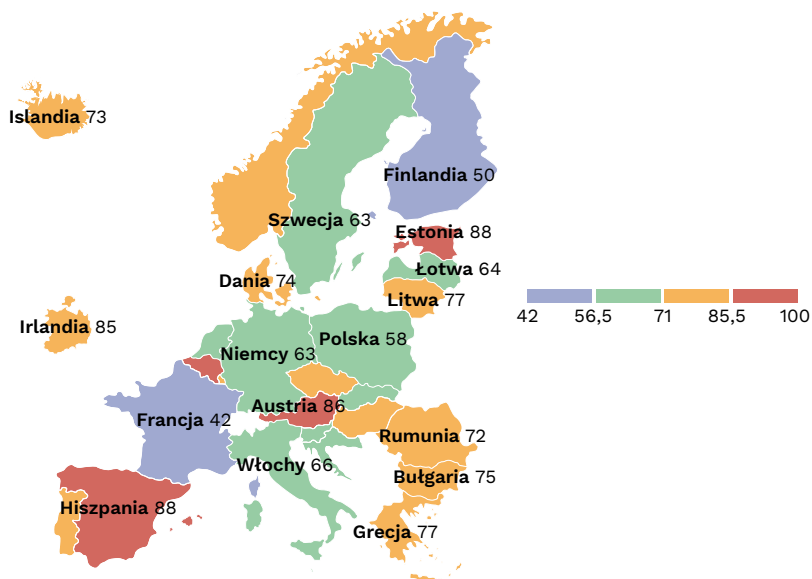 Islandia 73
Finlandia 50
Szwecja 63
Estonia 88
Łotwa 64
Dania 74
Litwa 77
42 56,5 71 85,5 100
Irlandia 85
Polska 58
Niemcy 63
Austria 86
Francja 42
Rumunia 72
Włochy 66
Bułgaria 75
Hiszpania 88
Grecja 77